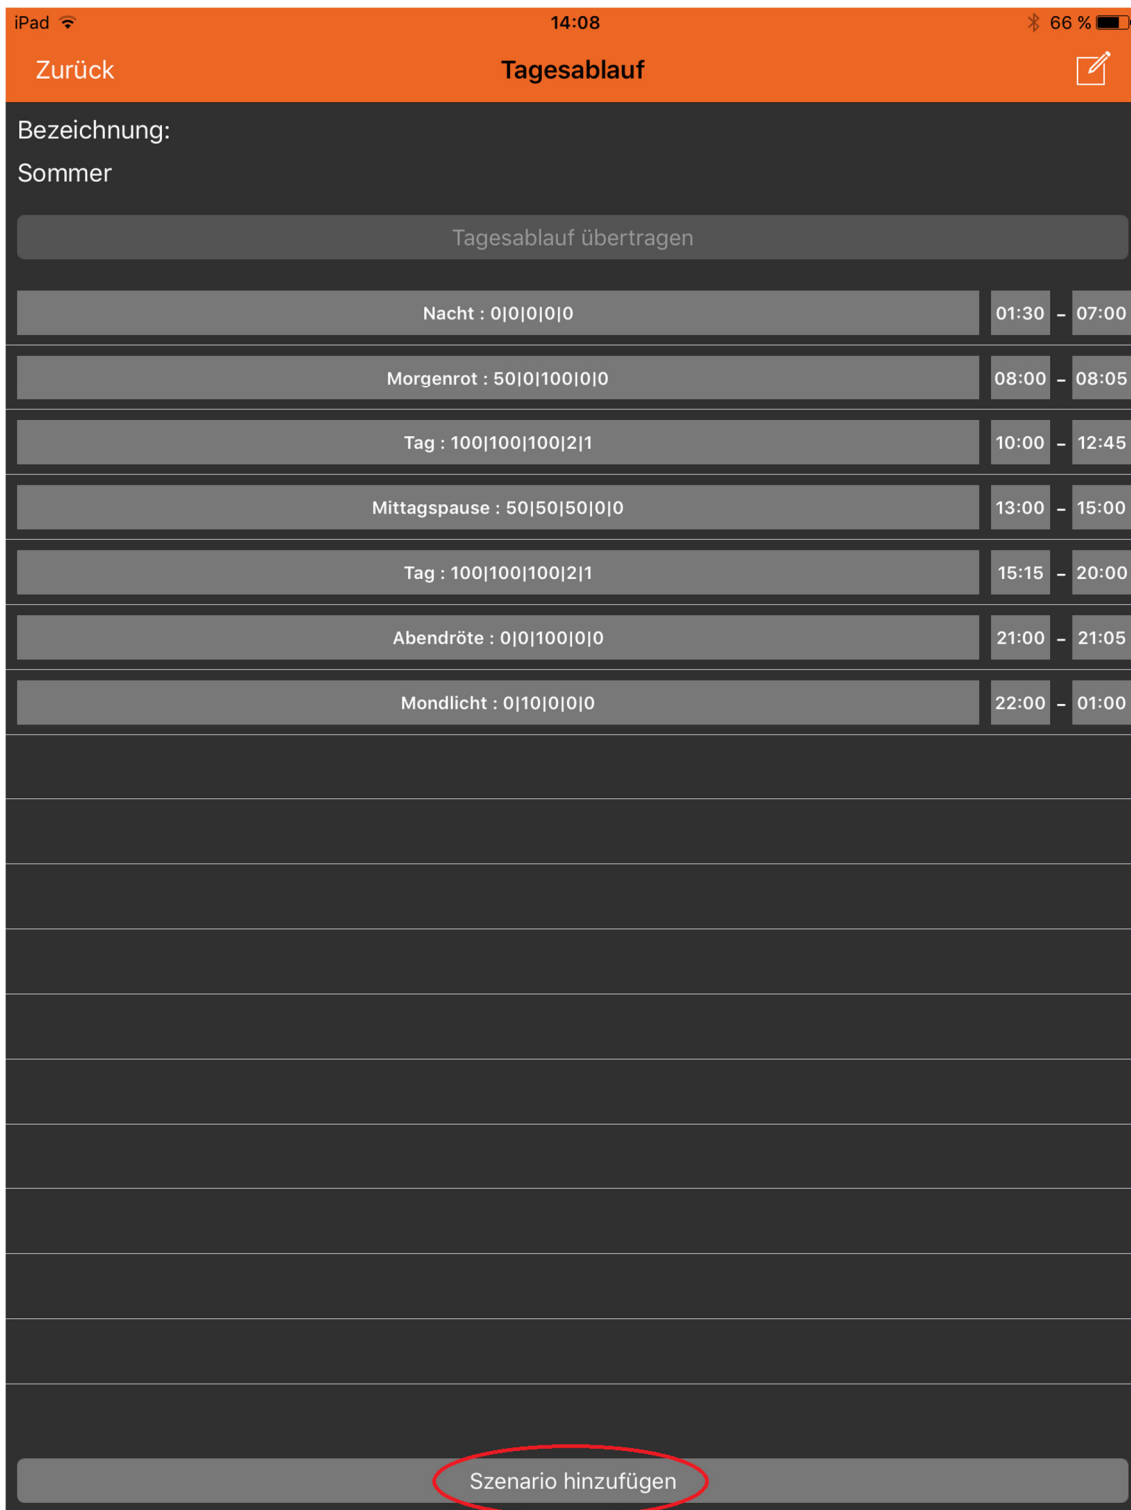 iPad 14:08 66 %
Zurück Tagesablauf
Bezeichnung:
Sommer
Tagesablauf übertragen
Nacht : 0|0|0|0|0 01:30 – 07:00
Morgenrot : 50|0|100|0|0 08:00 – 08:05
Tag : 100|100|100|2|1 10:00 – 12:45
Mittagspause : 50|50|50|0|0 13:00 – 15:00
Tag : 100|100|100|2|1 15:15 – 20:00
Abendröte : 0|0|100|0|0 21:00 – 21:05
Mondlicht : 0|10|0|0|0 22:00 – 01:00
Szenario hinzufügen